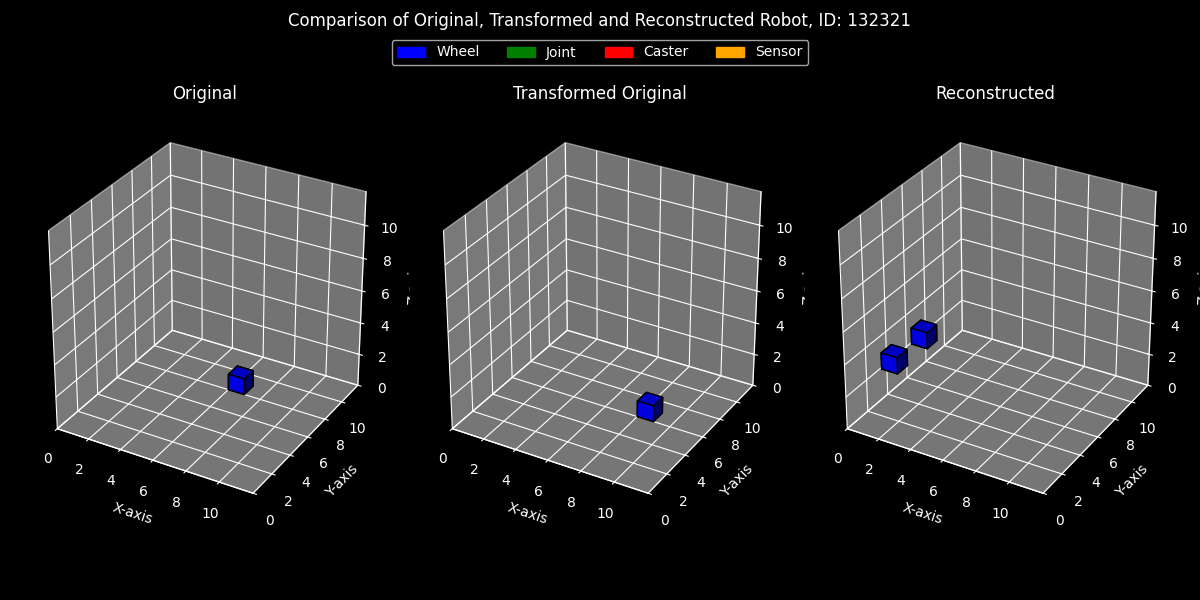 Comparison of Original, Transformed and Reconstructed Robot, ID: 132321
Wheel Joint Caster Sensor
Original Transformed Original Reconstructed
10 10 10
8 8 8
6 6 6
4 4 4
2 2 2
0 0 0
10 10 10
8 8 8
6 6 6
4 4 4
2 2 2
0 0 0
0 2 4 6 8 10 0 2 4 6 8 10 0 2 4 6 8 10
X-axis Y-axis X-axis Y-axis X-axis Y-axis